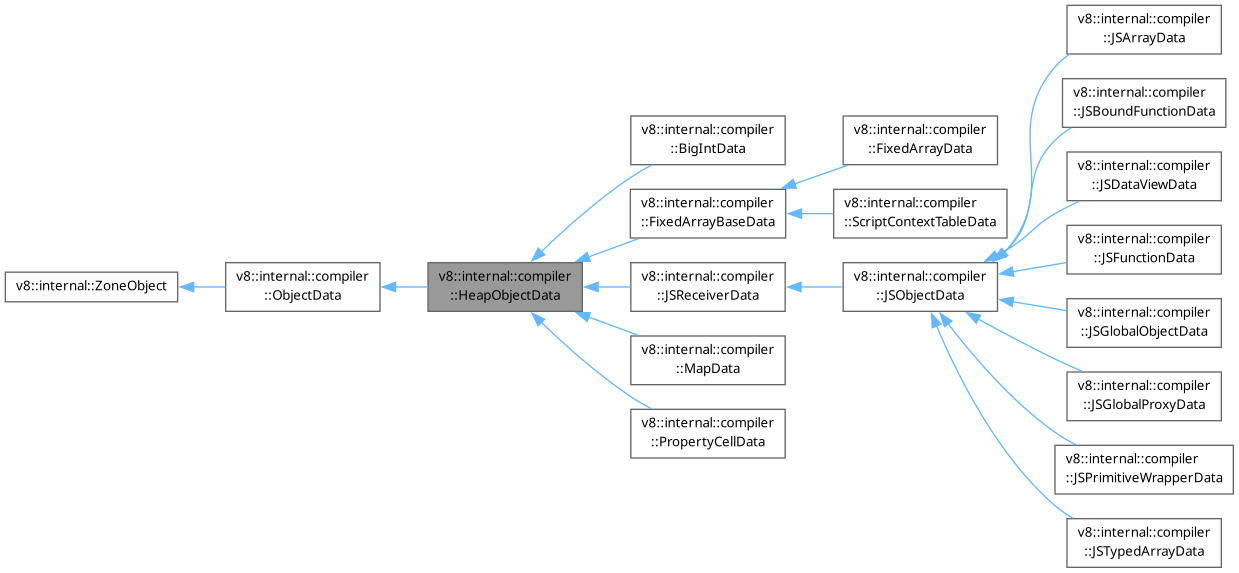 v8::internal::ZoneObject
v8::internal::compiler
::ObjectData
v8::internal::compiler
::HeapObjectData
v8::internal::compiler
::BigIntData
v8::internal::compiler
::FixedArrayBaseData
v8::internal::compiler
::JSReceiverData
v8::internal::compiler
::MapData
v8::internal::compiler
::PropertyCellData
v8::internal::compiler
::FixedArrayData
v8::internal::compiler
::ScriptContextTableData
v8::internal::compiler
::JSObjectData
v8::internal::compiler
::JSArrayData
v8::internal::compiler
::JSBoundFunctionData
v8::internal::compiler
::JSDataViewData
v8::internal::compiler
::JSFunctionData
v8::internal::compiler
::JSGlobalObjectData
v8::internal::compiler
::JSGlobalProxyData
v8::internal::compiler
::JSPrimitiveWrapperData
v8::internal::compiler
::JSTypedArrayData